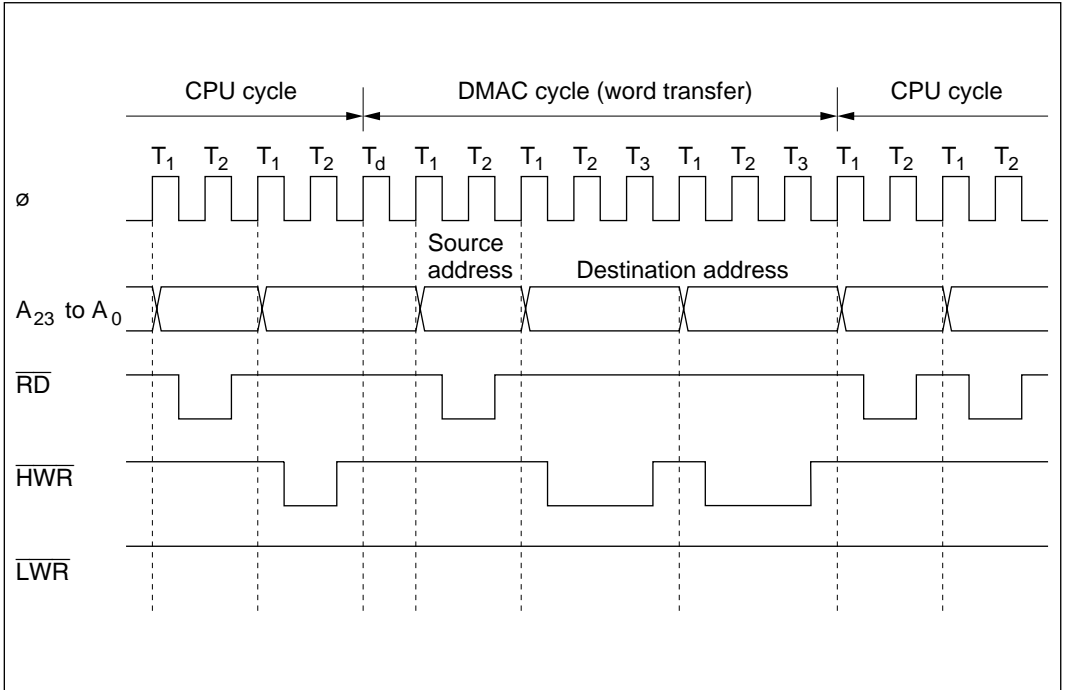 CPU cycle DMAC cycle (word transfer) CPU cycle
T1 T2 T1 T2 Td T1 T2 T1 T2 T3 T1 T2 T3 T1 T2 T1 T2
ø
Source
address Destination address
A23 to A0
RD
HWR
LWR